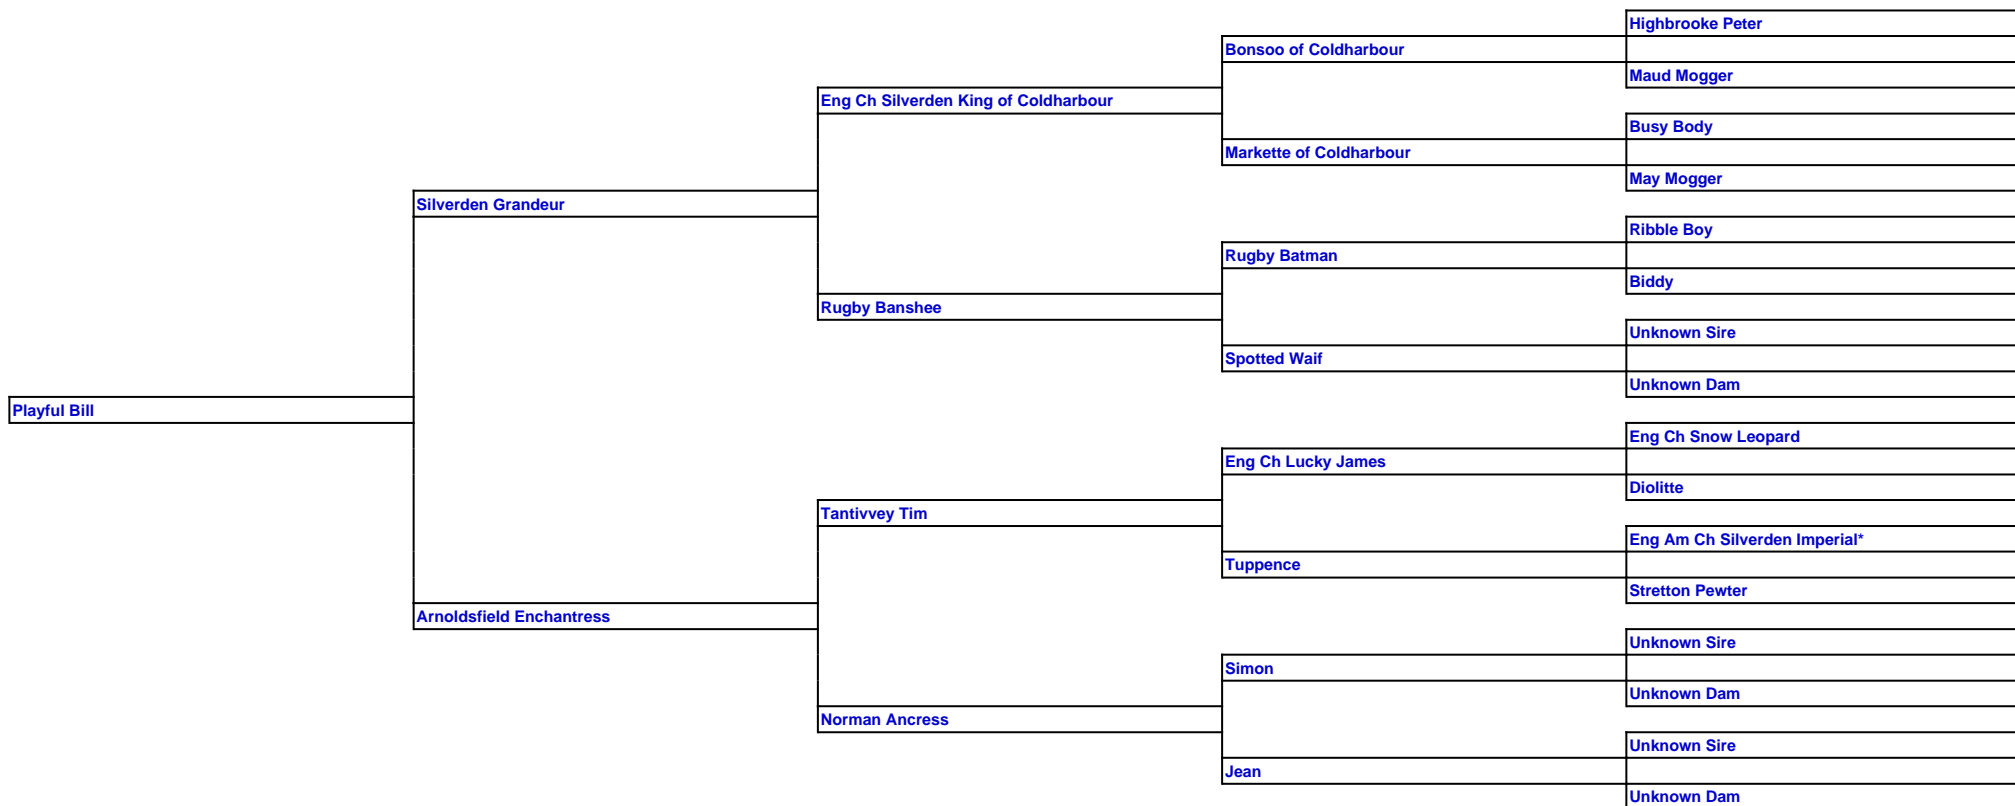 Highbrooke Peter
Bonsoo of Coldharbour
Maud Mogger
Eng Ch Silverden King of Coldharbour
Busy Body
Markette of Coldharbour
May Mogger
Silverden Grandeur
Ribble Boy
Rugby Batman
Biddy
Rugby Banshee
Unknown Sire
Spotted Waif
Unknown Dam
Playful Bill
Eng Ch Snow Leopard
Eng Ch Lucky James
Diolitte
Tantivvey Tim
Eng Am Ch Silverden Imperial*
Tuppence
Stretton Pewter
Arnoldsfield Enchantress
Unknown Sire
Simon
Unknown Dam
Norman Ancress
Unknown Sire
Jean
Unknown Dam